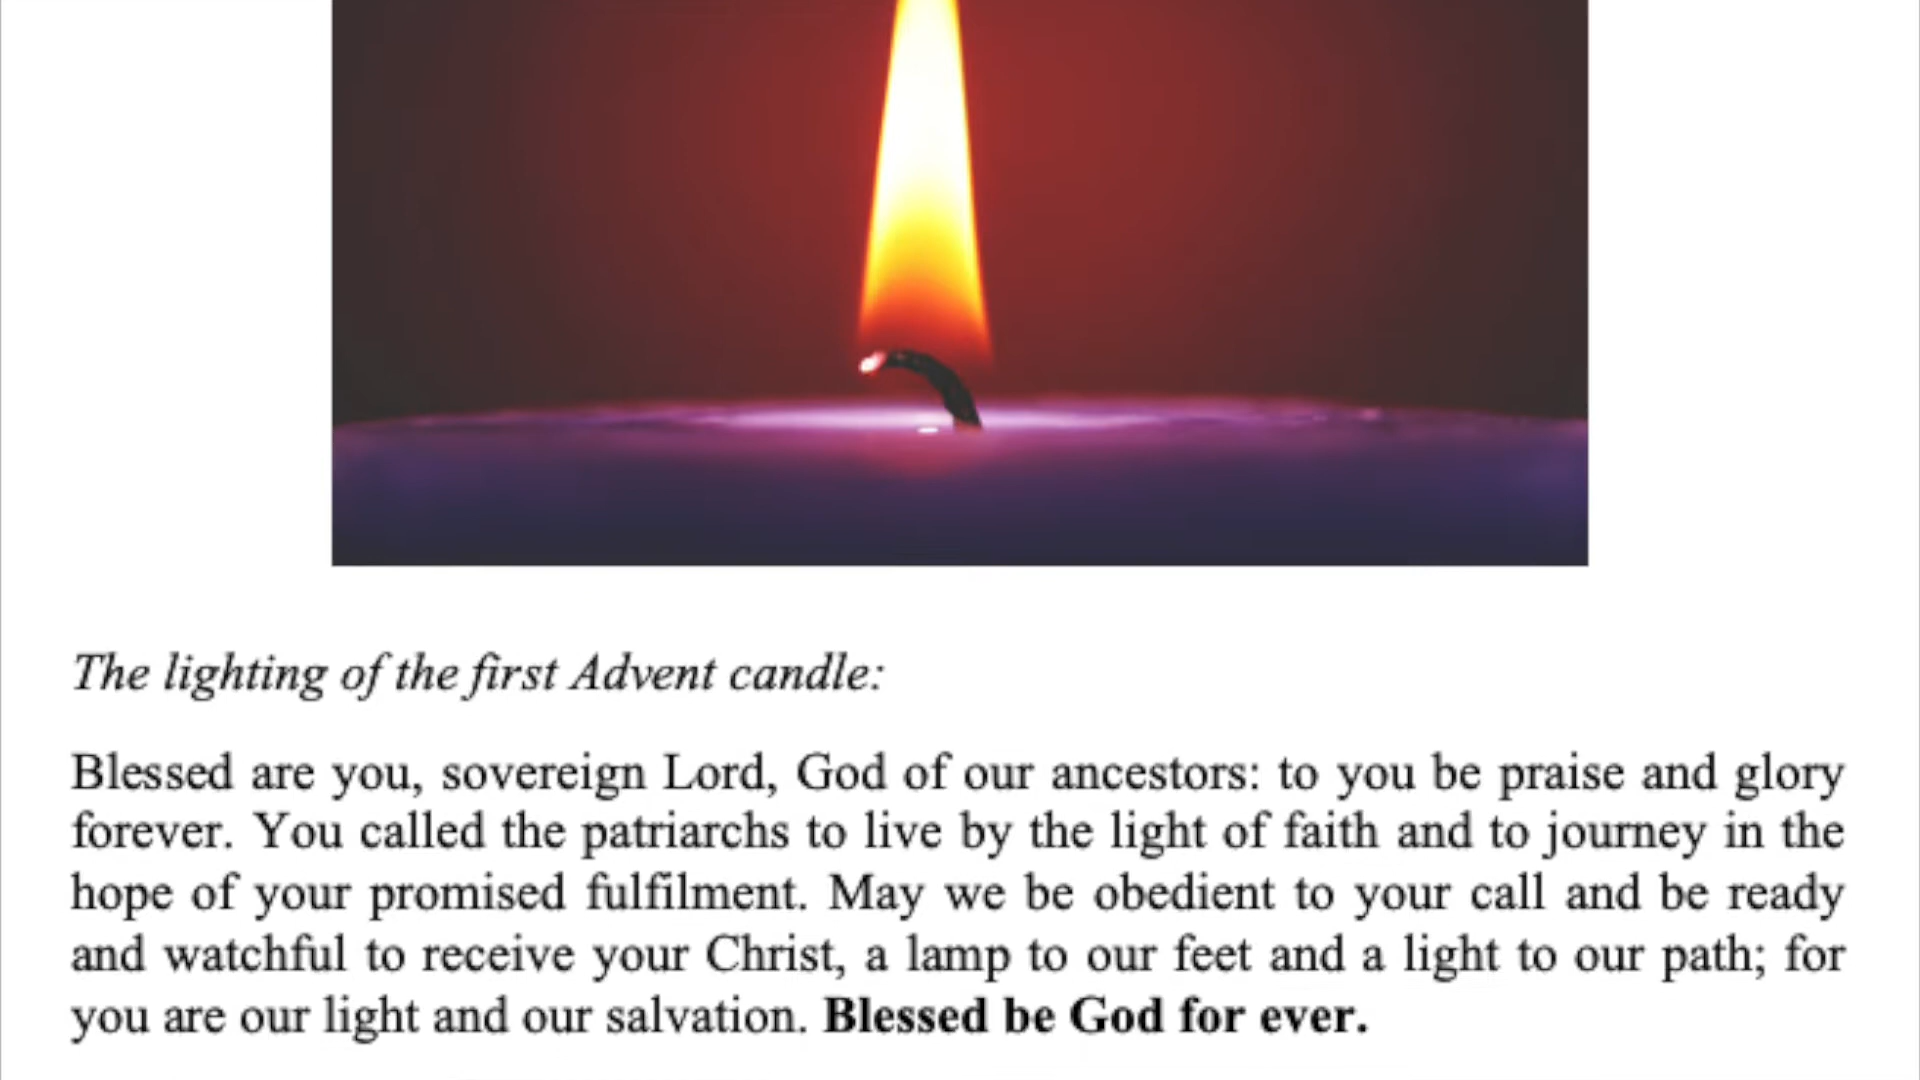 The lighting of the first Advent candle:
Blessed are you, sovereign Lord, God of our ancestors: to you be praise and glory
forever. You called the patriarchs to live by the light of faith and to journey in the
hope of your promised fulfilment. May we be obedient to your call and be ready
and watchful to receive your Christ, a lamp to our feet and a light to our path; for
you are our light and our salvation. Blessed be God for ever.